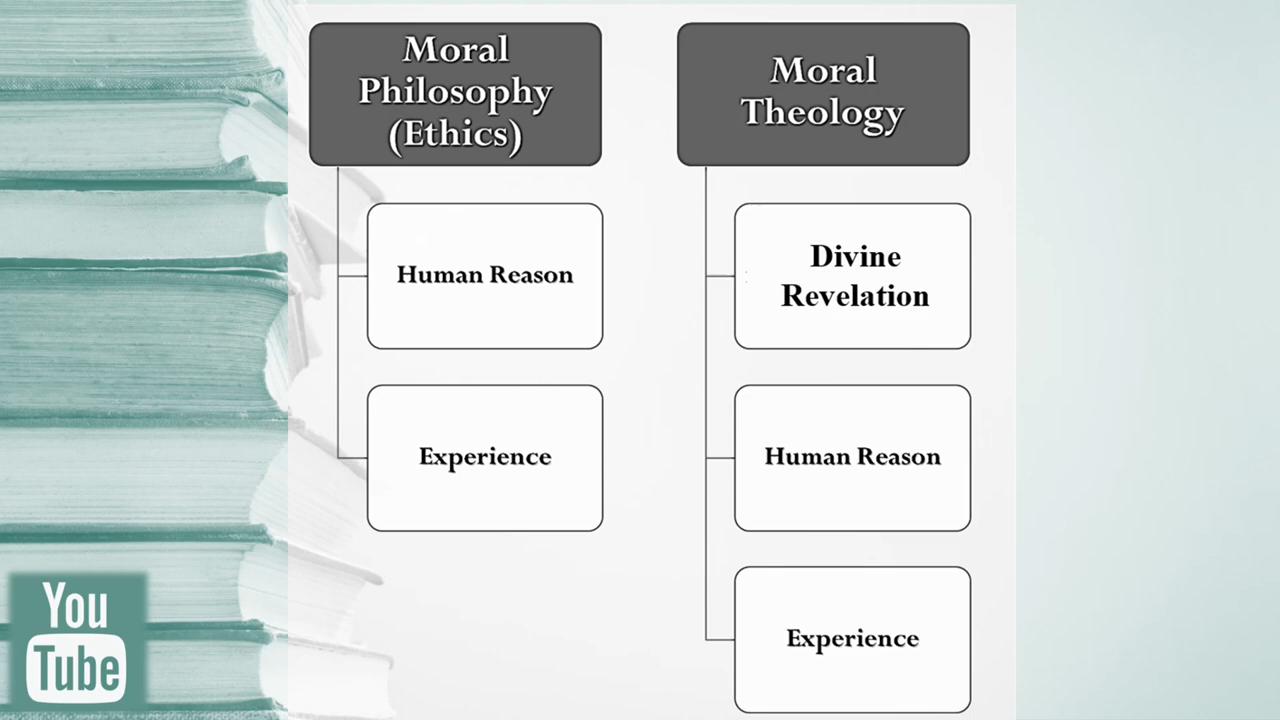 Moral
Philosophy
(Ethics)
Human Reason
Experience
Moral
Theology
Divine
Revelation
Human Reason
Experience
You
Tube